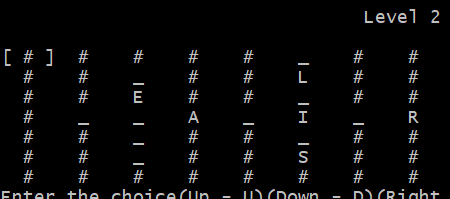 Level 2
[ # ] # # # # _ # #
# # _ # # L # #
# # E # # _ # #
# _ _ A _ I _ R
# # _ # # _ # #
# # _ # # S # #
# # # # # # # #
Enter the choice(Up - U)(Down - D)(Right